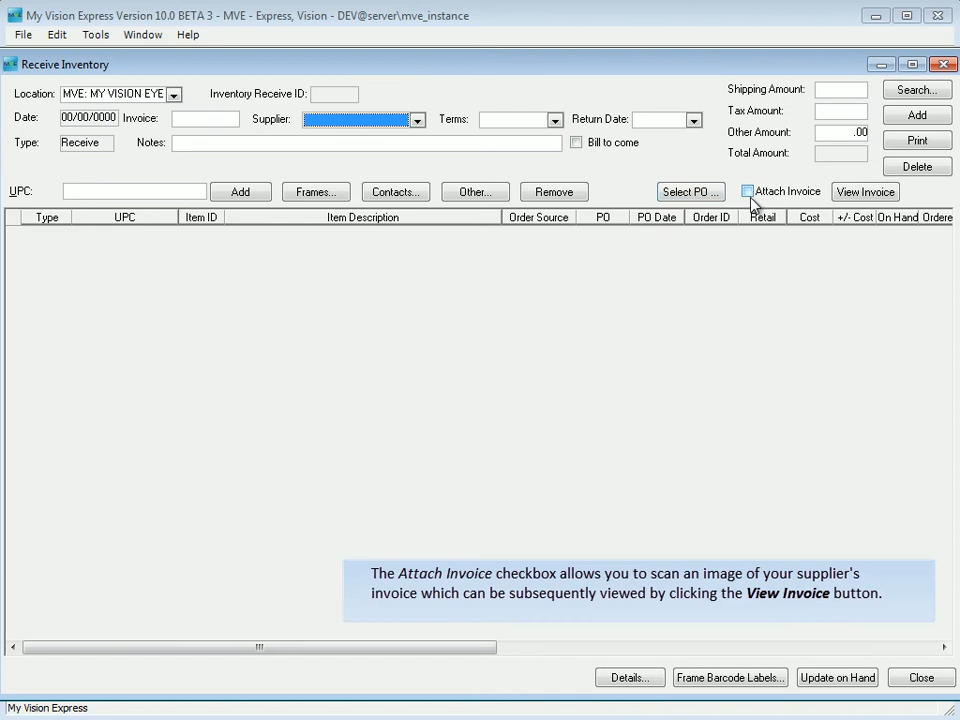 My Vision Express Version 10.0 BETA 3 - MVE - Express, Vision - DEV@server\mve_instance
File Edit Tools Window Help
Receive Inventory
Location: MVE: MY VISION EYE Inventory Receive ID: Shipping Amount: Search...
Date: 00/00/0000 Invoice: Supplier: Terms: Return Date: Tax Amount: Add
Other Amount: .00
Type: Receive Notes: Bill to come Print
Total Amount:
Delete
UPC: Add Frames... Contacts... Other... Remove Select PO ... Attach Invoice View Invoice
Type UPC Item ID Item Description Order Source PO PO Date Order ID Retail Cost +/- Cost On Hand Ordere
The Attach Invoice checkbox allows you to scan an image of your supplier's
invoice which can be subsequently viewed by clicking the View Invoice button.
Details... Frame Barcode Labels... Update on Hand Close
My Vision Express